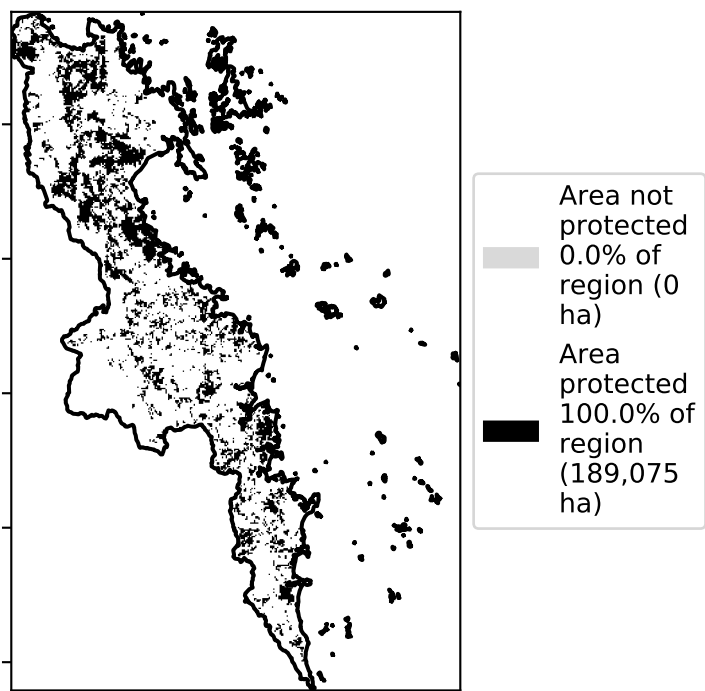 Area not
protected
0.0% of
region (0
ha)
Area
protected
100.0% of
region
(189,075
ha)